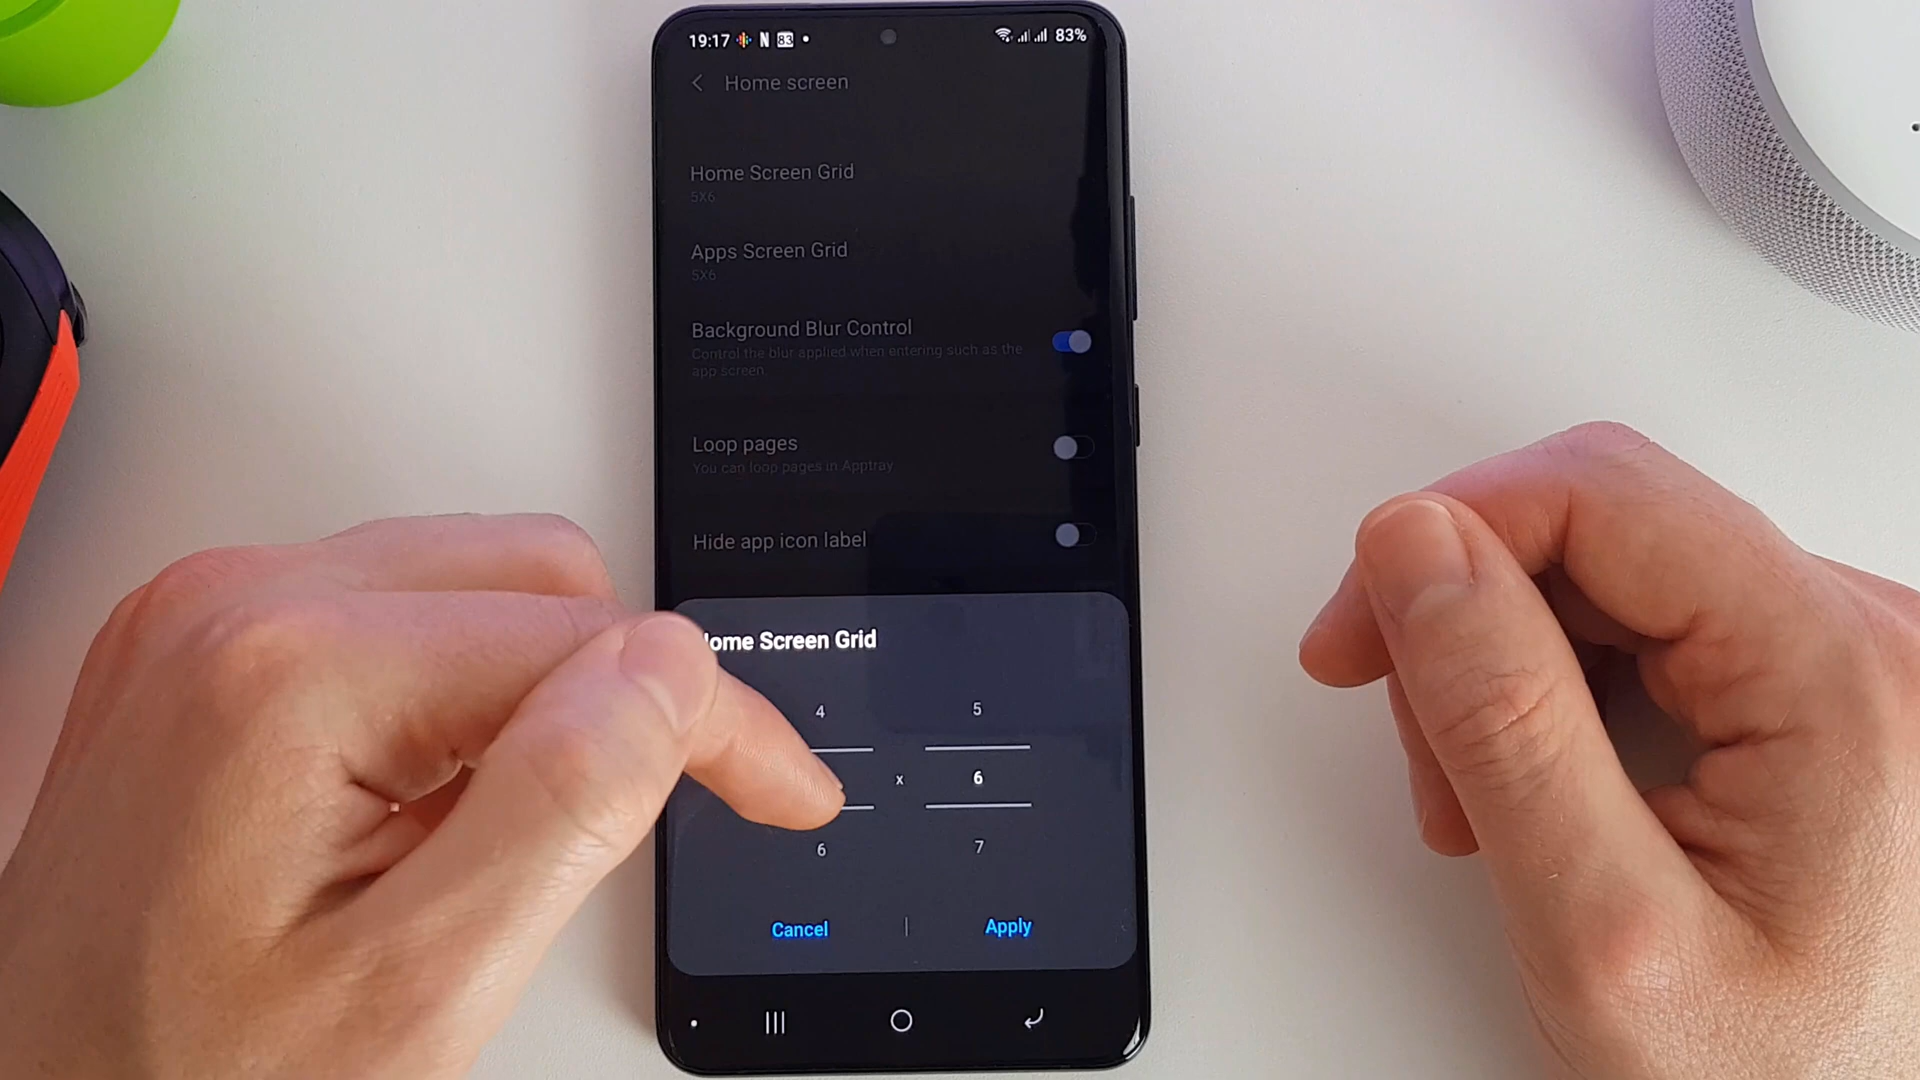 19:17 N 83 83%
Home screen
Home Screen Grid
5X6
Apps Screen Grid
5X6
Background Blur Control
Control the blur applied when entering such as the
app screen.
Loop pages
You can loop pages in Apptray.
Hide app icon label
ome Screen Grid
4 5
x 6
6 7
Cancel | Apply